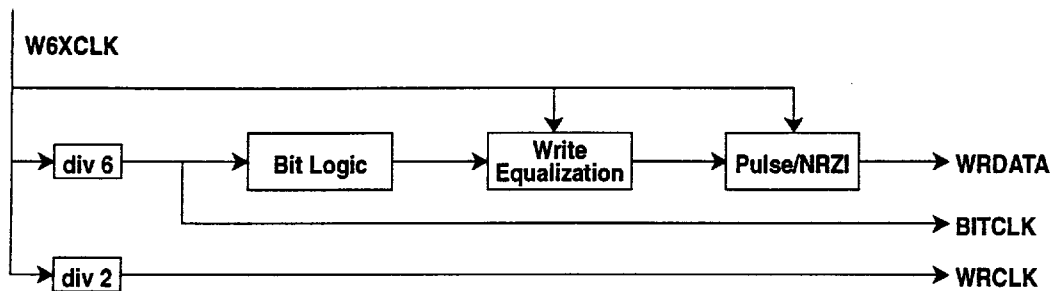 W6XCLK
div 6
Bit Logic
Write
Equalization
Pulse/NRZI
WRDATA
BITCLK
div 2
WRCLK